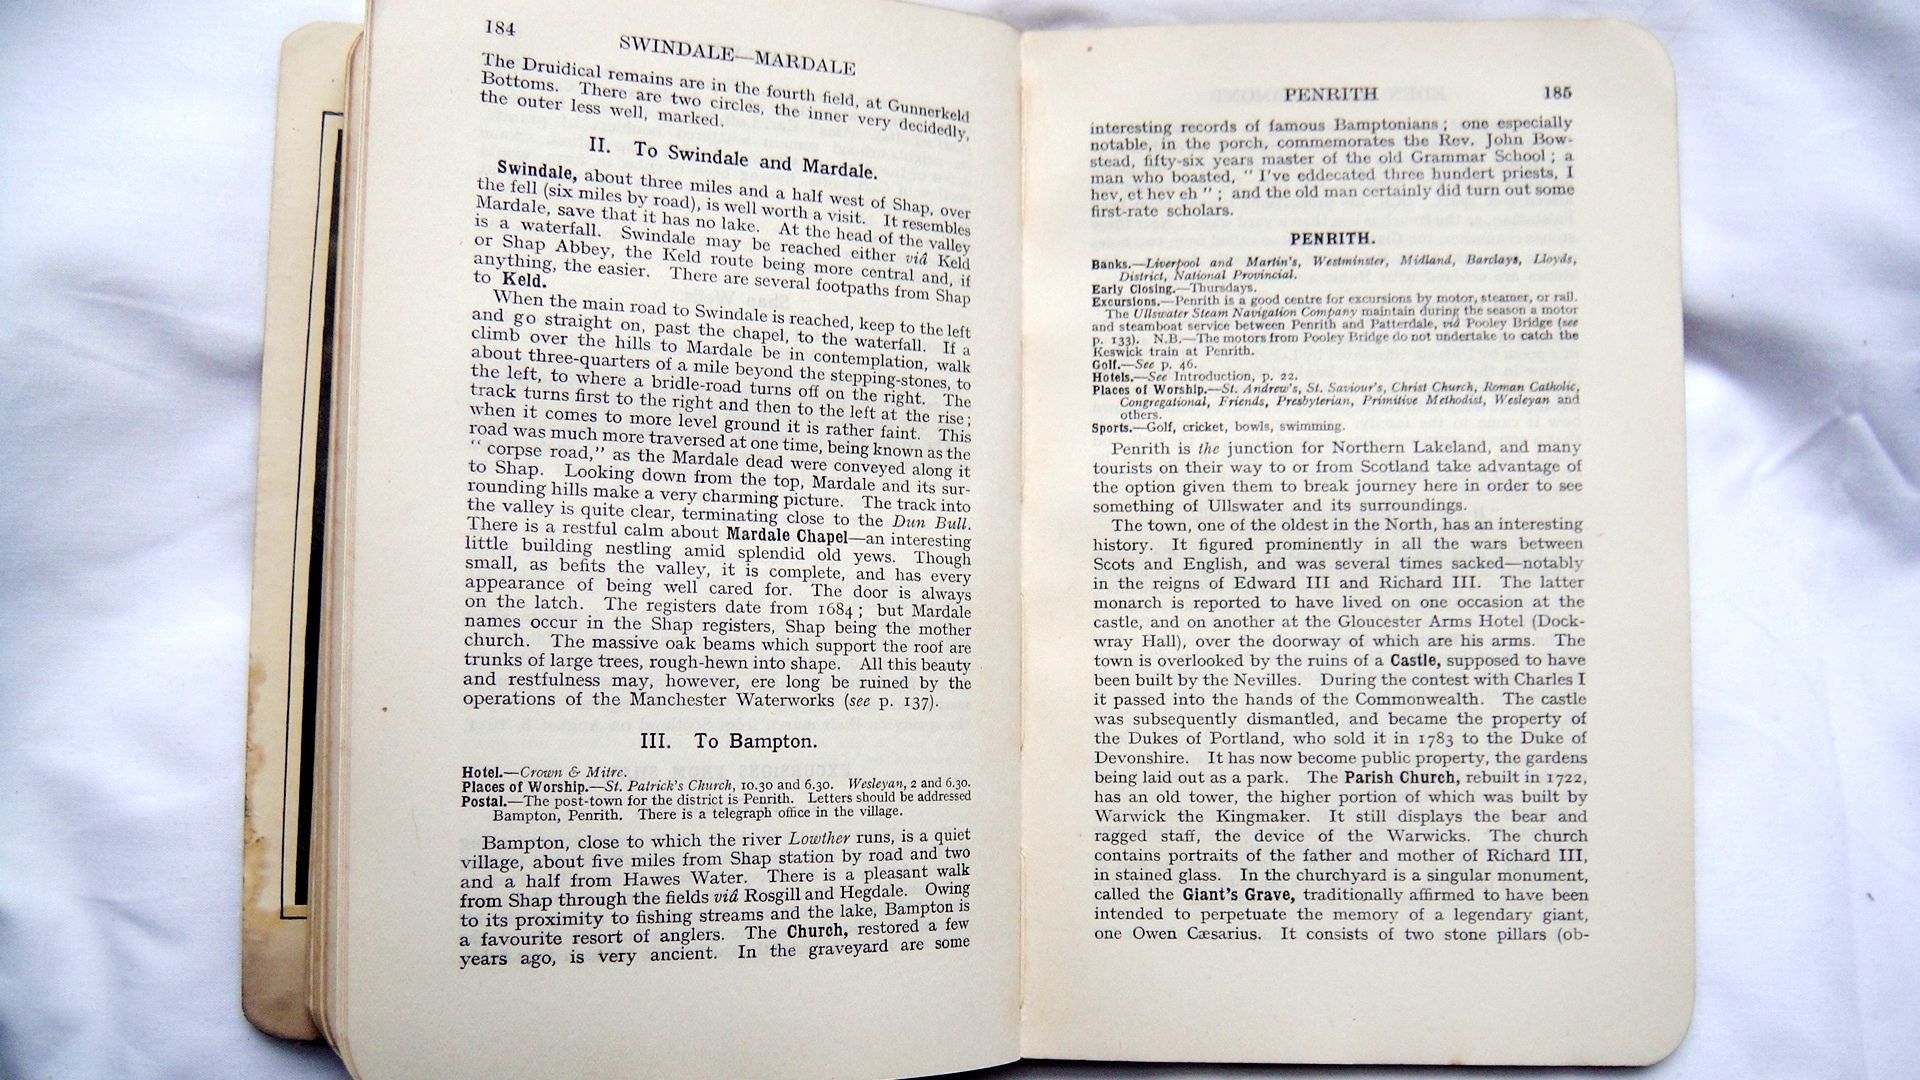 184
SWINDALE—MARDALE
The Druidical remains are in the fourth field, at Gunnerkeld
Bottoms. There are two circles, the inner very decidedly,
the outer less well, marked.
II. To Swindale and Mardale.
Swindale, about three miles and a half west of Shap, over
the fell (six miles by road), is well worth a visit. It resembles
Mardale, save that it has no lake. At the head of the valley
is a waterfall. Swindale may be reached either viâ Keld
or Shap Abbey, the Keld route being more central and, if
anything, the easier. There are several footpaths from Shap
to Keld.
When the main road to Swindale is reached, keep to the left
and go straight on, past the chapel, to the waterfall. If a
climb over the hills to Mardale be in contemplation, walk
about three-quarters of a mile beyond the stepping-stones, to
the left, to where a bridle-road turns off on the right. The
track turns first to the right and then to the left at the rise;
when it comes to more level ground it is rather faint. This
road was much more traversed at one time, being known as the
" corpse road," as the Mardale dead were conveyed along it
to Shap. Looking down from the top, Mardale and its sur-
rounding hills make a very charming picture. The track into
the valley is quite clear, terminating close to the Dun Bull.
There is a restful calm about Mardale Chapel—an interesting
little building nestling amid splendid old yews. Though
small, as befits the valley, it is complete, and has every
appearance of being well cared for. The door is always
on the latch. The registers date from 1684; but Mardale
names occur in the Shap registers, Shap being the mother
church. The massive oak beams which support the roof are
trunks of large trees, rough-hewn into shape. All this beauty
and restfulness may, however, ere long be ruined by the
operations of the Manchester Waterworks (see p. 137).
III. To Bampton.
Hotel.—Crown & Mitre.
Places of Worship.—St. Patrick's Church, 10.30 and 6.30. Wesleyan, 2 and 6.30.
Postal.—The post-town for the district is Penrith. Letters should be addressed
Bampton, Penrith. There is a telegraph office in the village.
Bampton, close to which the river Lowther runs, is a quiet
village, about five miles from Shap station by road and two
and a half from Hawes Water. There is a pleasant walk
from Shap through the fields viâ Rosgill and Hegdale. Owing
to its proximity to fishing streams and the lake, Bampton is
a favourite resort of anglers. The Church, restored a few
years ago, is very ancient. In the graveyard are some
PENRITH 185
interesting records of famous Bamptonians; one especially
notable, in the porch, commemorates the Rev. John Bow-
stead, fifty-six years master of the old Grammar School; a
man who boasted, " I've eddecated three hundert priests, I
hev, et hev eh "; and the old man certainly did turn out some
first-rate scholars.
PENRITH.
Banks.—Liverpool and Martin's, Westminster, Midland, Barclays, Lloyds,
District, National Provincial.
Early Closing.—Thursdays.
Excursions.—Penrith is a good centre for excursions by motor, steamer, or rail.
The Ullswater Steam Navigation Company maintain during the season a motor
and steamboat service between Penrith and Patterdale, viâ Pooley Bridge (see
p. 133). N.B.—The motors from Pooley Bridge do not undertake to catch the
Keswick train at Penrith.
Golf.—See p. 46.
Hotels.—See Introduction, p. 22.
Places of Worship.—St. Andrew's, St. Saviour's, Christ Church, Roman Catholic,
Congregational, Friends, Presbyterian, Primitive Methodist, Wesleyan and
others.
Sports.—Golf, cricket, bowls, swimming.
Penrith is the junction for Northern Lakeland, and many
tourists on their way to or from Scotland take advantage of
the option given them to break journey here in order to see
something of Ullswater and its surroundings.
The town, one of the oldest in the North, has an interesting
history. It figured prominently in all the wars between
Scots and English, and was several times sacked—notably
in the reigns of Edward III and Richard III. The latter
monarch is reported to have lived on one occasion at the
castle, and on another at the Gloucester Arms Hotel (Dock-
wray Hall), over the doorway of which are his arms. The
town is overlooked by the ruins of a Castle, supposed to have
been built by the Nevilles. During the contest with Charles I
it passed into the hands of the Commonwealth. The castle
was subsequently dismantled, and became the property of
the Dukes of Portland, who sold it in 1783 to the Duke of
Devonshire. It has now become public property, the gardens
being laid out as a park. The Parish Church, rebuilt in 1722,
has an old tower, the higher portion of which was built by
Warwick the Kingmaker. It still displays the bear and
ragged staff, the device of the Warwicks. The church
contains portraits of the father and mother of Richard III,
in stained glass. In the churchyard is a singular monument,
called the Giant's Grave, traditionally affirmed to have been
intended to perpetuate the memory of a legendary giant,
one Owen Cæsarius. It consists of two stone pillars (ob-